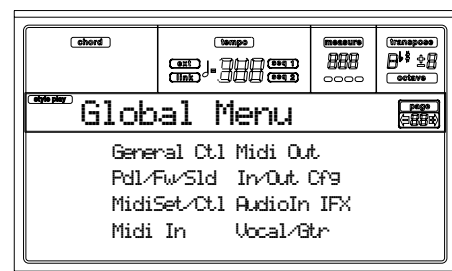 chord tempo measure transpose
ext seq 1
link seq 2
octave
style play Global Menu page
General Ctl Midi Out
Pdl/Fw/Sld In/Out Cfg
MidiSet/Ctl AudioIn IFX
Midi In Vocal/Gtr